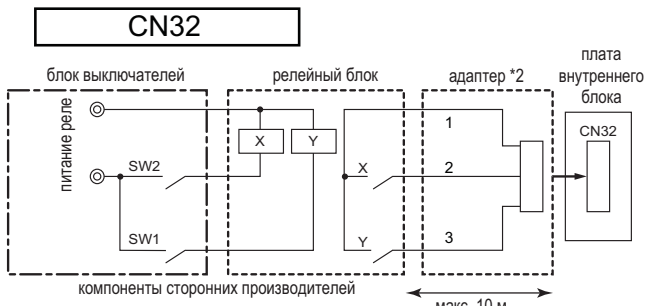 CN32
блок выключателей
релейный блок
адаптер *2
плата
внутреннего
блока
питание реле
X
Y
1
CN32
SW2
X
2
SW1
Y
3
компоненты сторонних производителей
макс. 10 м